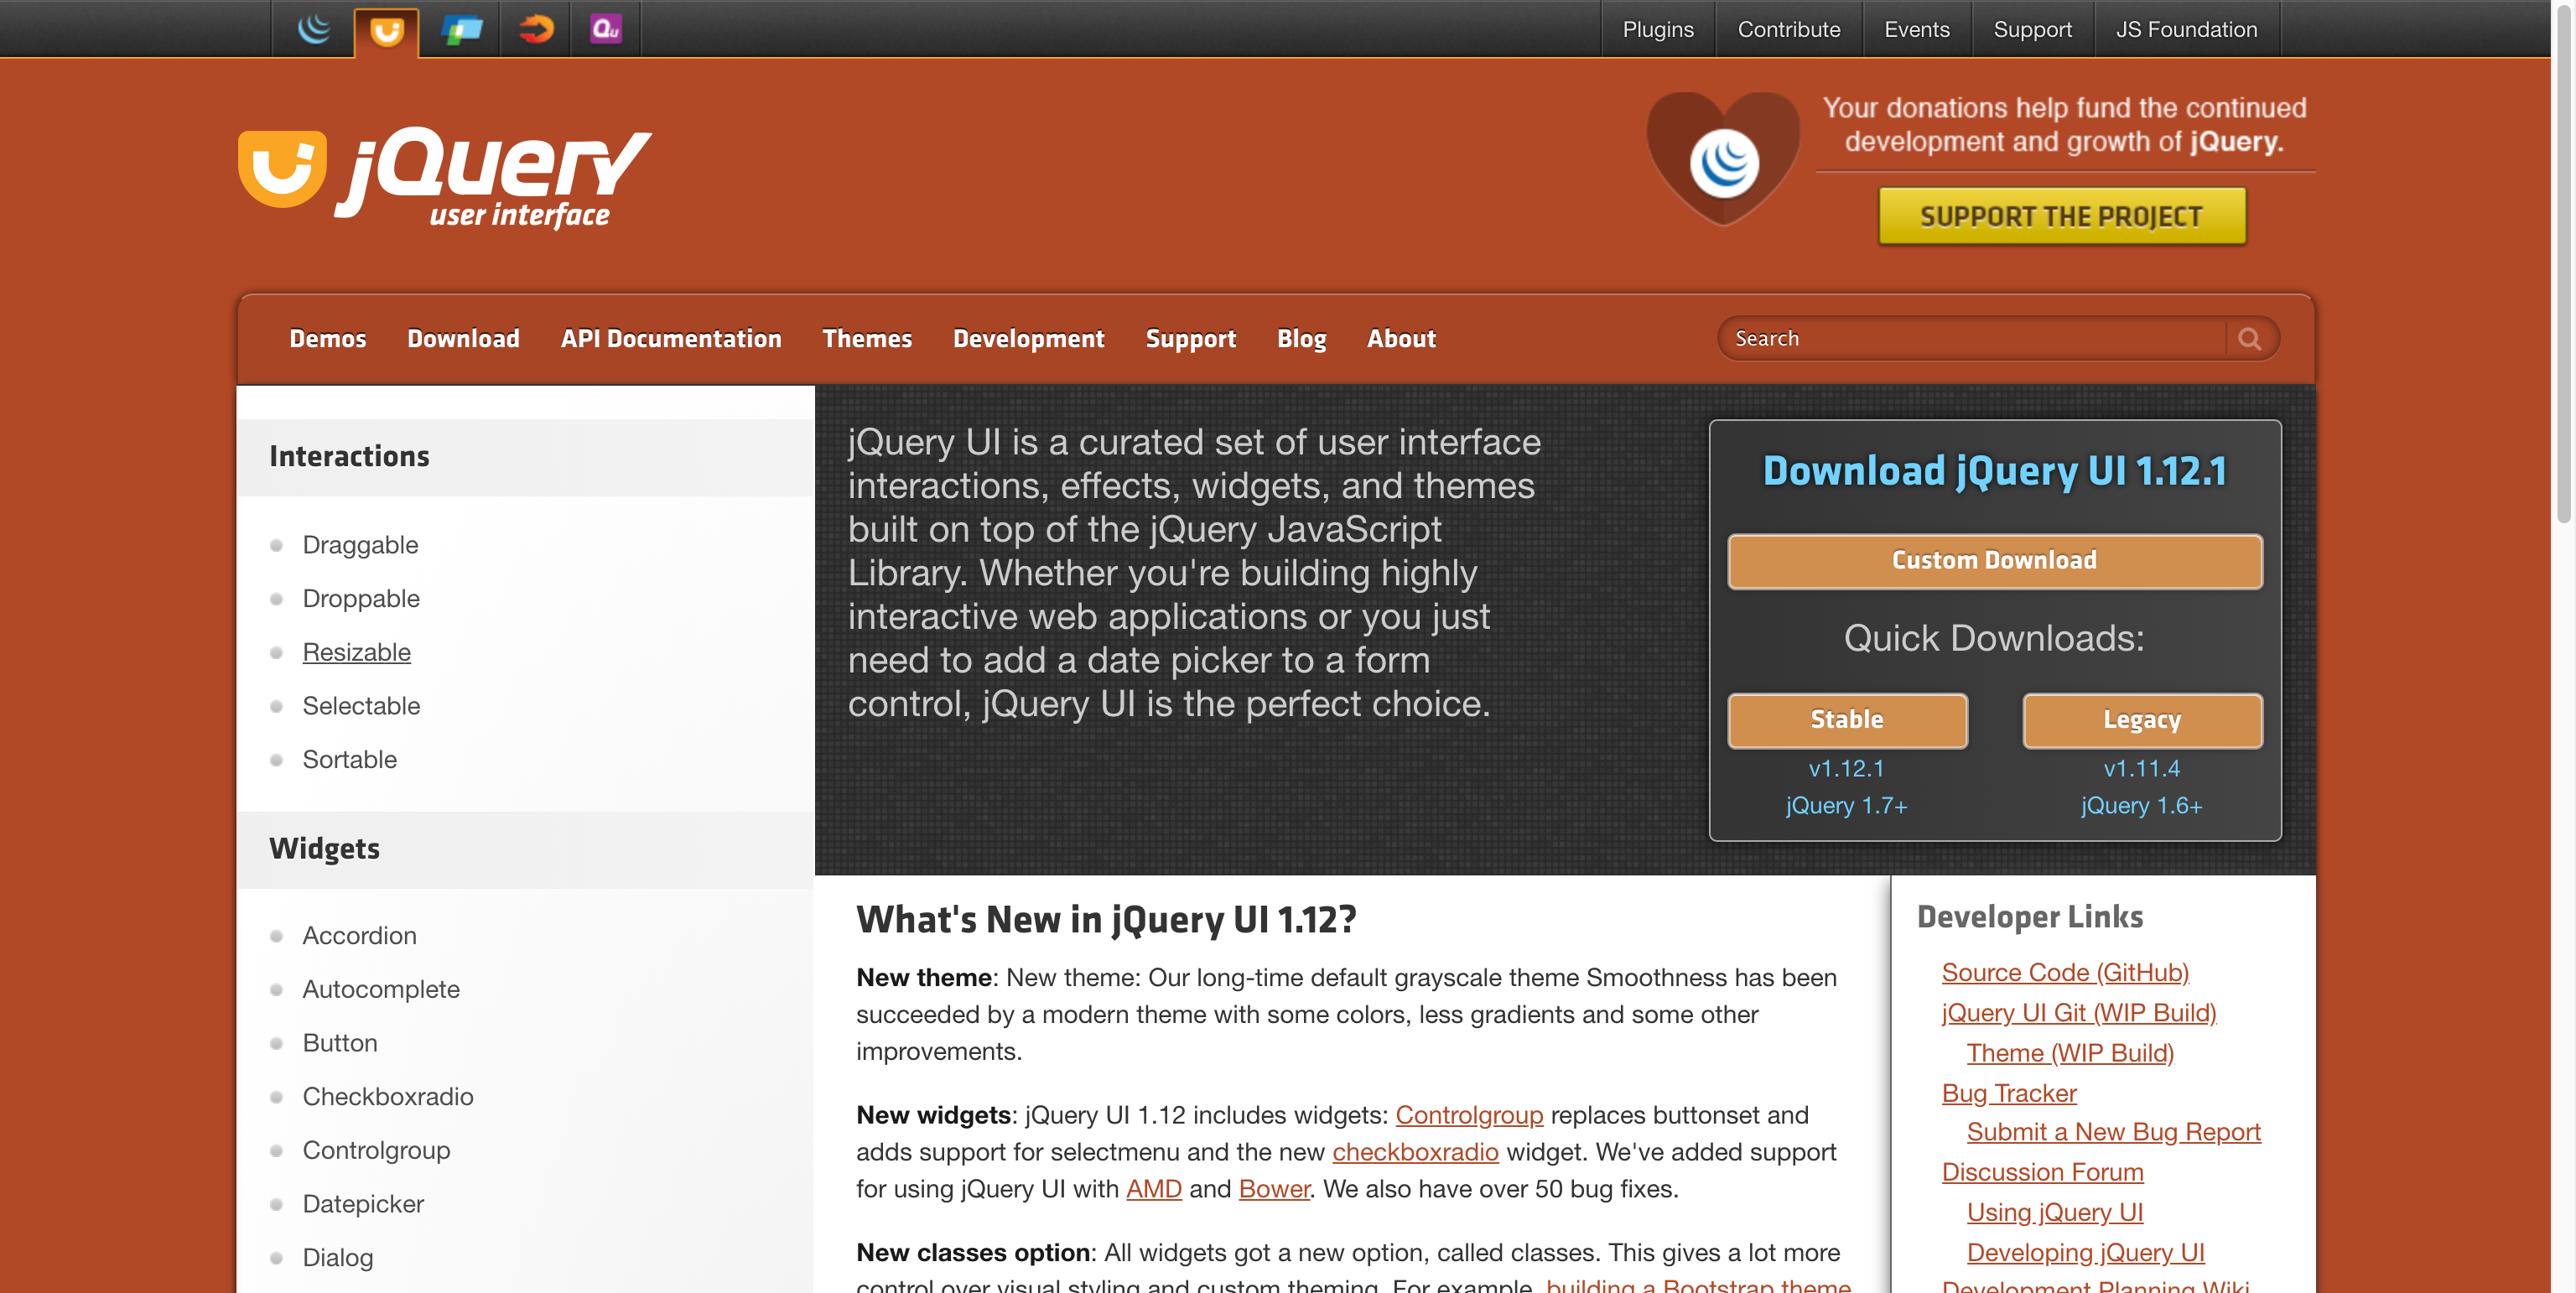 Qu
Plugins
Contribute
Events
Support
JS Foundation
jQuery
user interface
Your donations help fund the continued
development and growth of jQuery.
SUPPORT THE PROJECT
Demos
Download
API Documentation
Themes
Development
Support
Blog
About
Search
Interactions
Draggable
Droppable
Resizable
Selectable
Sortable
Widgets
Accordion
Autocomplete
Button
Checkboxradio
Controlgroup
Datepicker
Dialog
jQuery UI is a curated set of user interface
interactions, effects, widgets, and themes
built on top of the jQuery JavaScript
Library. Whether you're building highly
interactive web applications or you just
need to add a date picker to a form
control, jQuery UI is the perfect choice.
Download jQuery UI 1.12.1
Custom Download
Quick Downloads:
Stable
v1.12.1
jQuery 1.7+
Legacy
v1.11.4
jQuery 1.6+
What's New in jQuery UI 1.12?
New theme: New theme: Our long-time default grayscale theme Smoothness has been
succeeded by a modern theme with some colors, less gradients and some other
improvements.
New widgets: jQuery UI 1.12 includes widgets: Controlgroup replaces buttonset and
adds support for selectmenu and the new checkboxradio widget. We've added support
for using jQuery UI with AMD and Bower. We also have over 50 bug fixes.
New classes option: All widgets got a new option, called classes. This gives a lot more
control over visual styling and custom theming. For example, building a Bootstrap theme
Developer Links
Source Code (GitHub)
jQuery UI Git (WIP Build)
Theme (WIP Build)
Bug Tracker
Submit a New Bug Report
Discussion Forum
Using jQuery UI
Developing jQuery UI
Development Planning Wiki